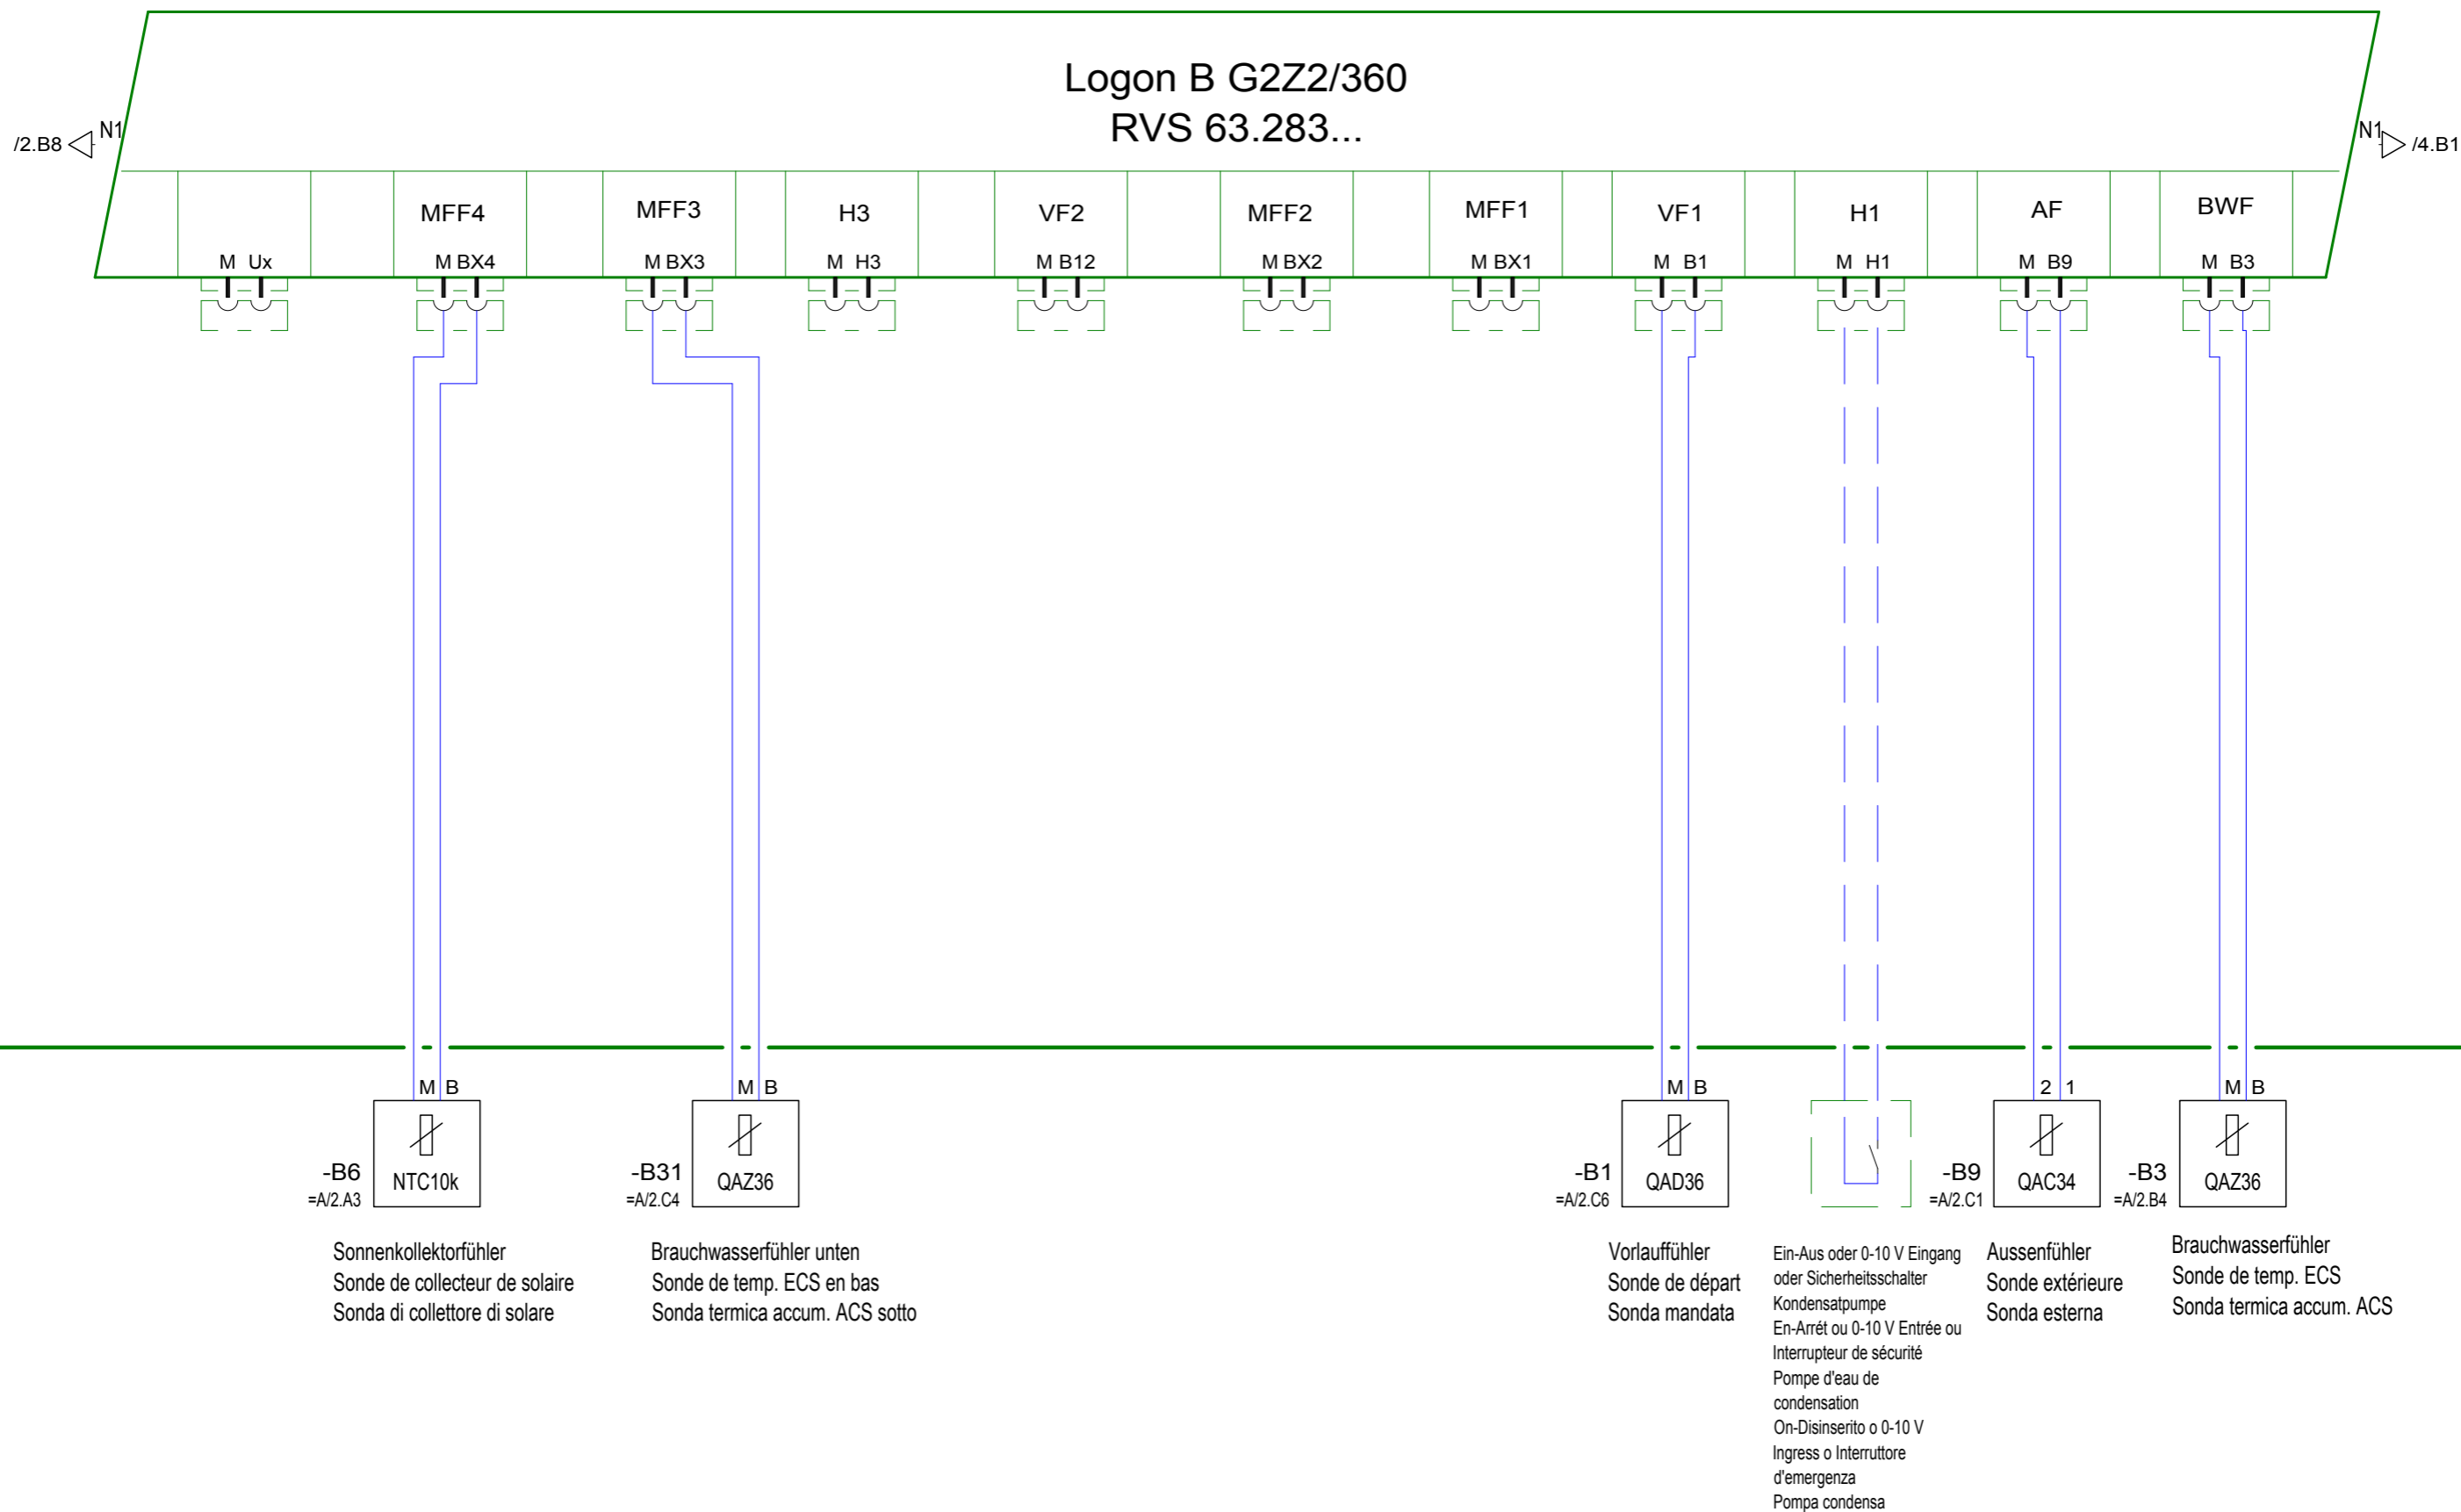 Logon B G2Z2/360
RVS 63.283...
/2.B8 N1
N1 /4.B1
MFF4 MFF3 H3 VF2 MFF2 MFF1 VF1 H1 AF BWF
M Ux M BX4 M BX3 M H3 M B12 M BX2 M BX1 M B1 M H1 M B9 M B3
M B M B M B 2 1 M B
-B6
=A/2.A3
NTC10k
-B31
=A/2.C4
QAZ36
-B1
=A/2.C6
QAD36
-B9
=A/2.C1
QAC34
-B3
=A/2.B4
QAZ36
Sonnenkollektorfühler
Sonde de collecteur de solaire
Sonda di collettore di solare
Brauchwasserfühler unten
Sonde de temp. ECS en bas
Sonda termica accum. ACS sotto
Vorlauffühler
Sonde de départ
Sonda mandata
Ein-Aus oder 0-10 V Eingang
oder Sicherheitsschalter
Kondensatpumpe
En-Arrét ou 0-10 V Entrée ou
Interrupteur de sécurité
Pompe d'eau de
condensation
On-Disinserito o 0-10 V
Ingress o Interruttore
d'emergenza
Pompa condensa
Aussenfühler
Sonde extérieure
Sonda esterna
Brauchwasserfühler
Sonde de temp. ECS
Sonda termica accum. ACS